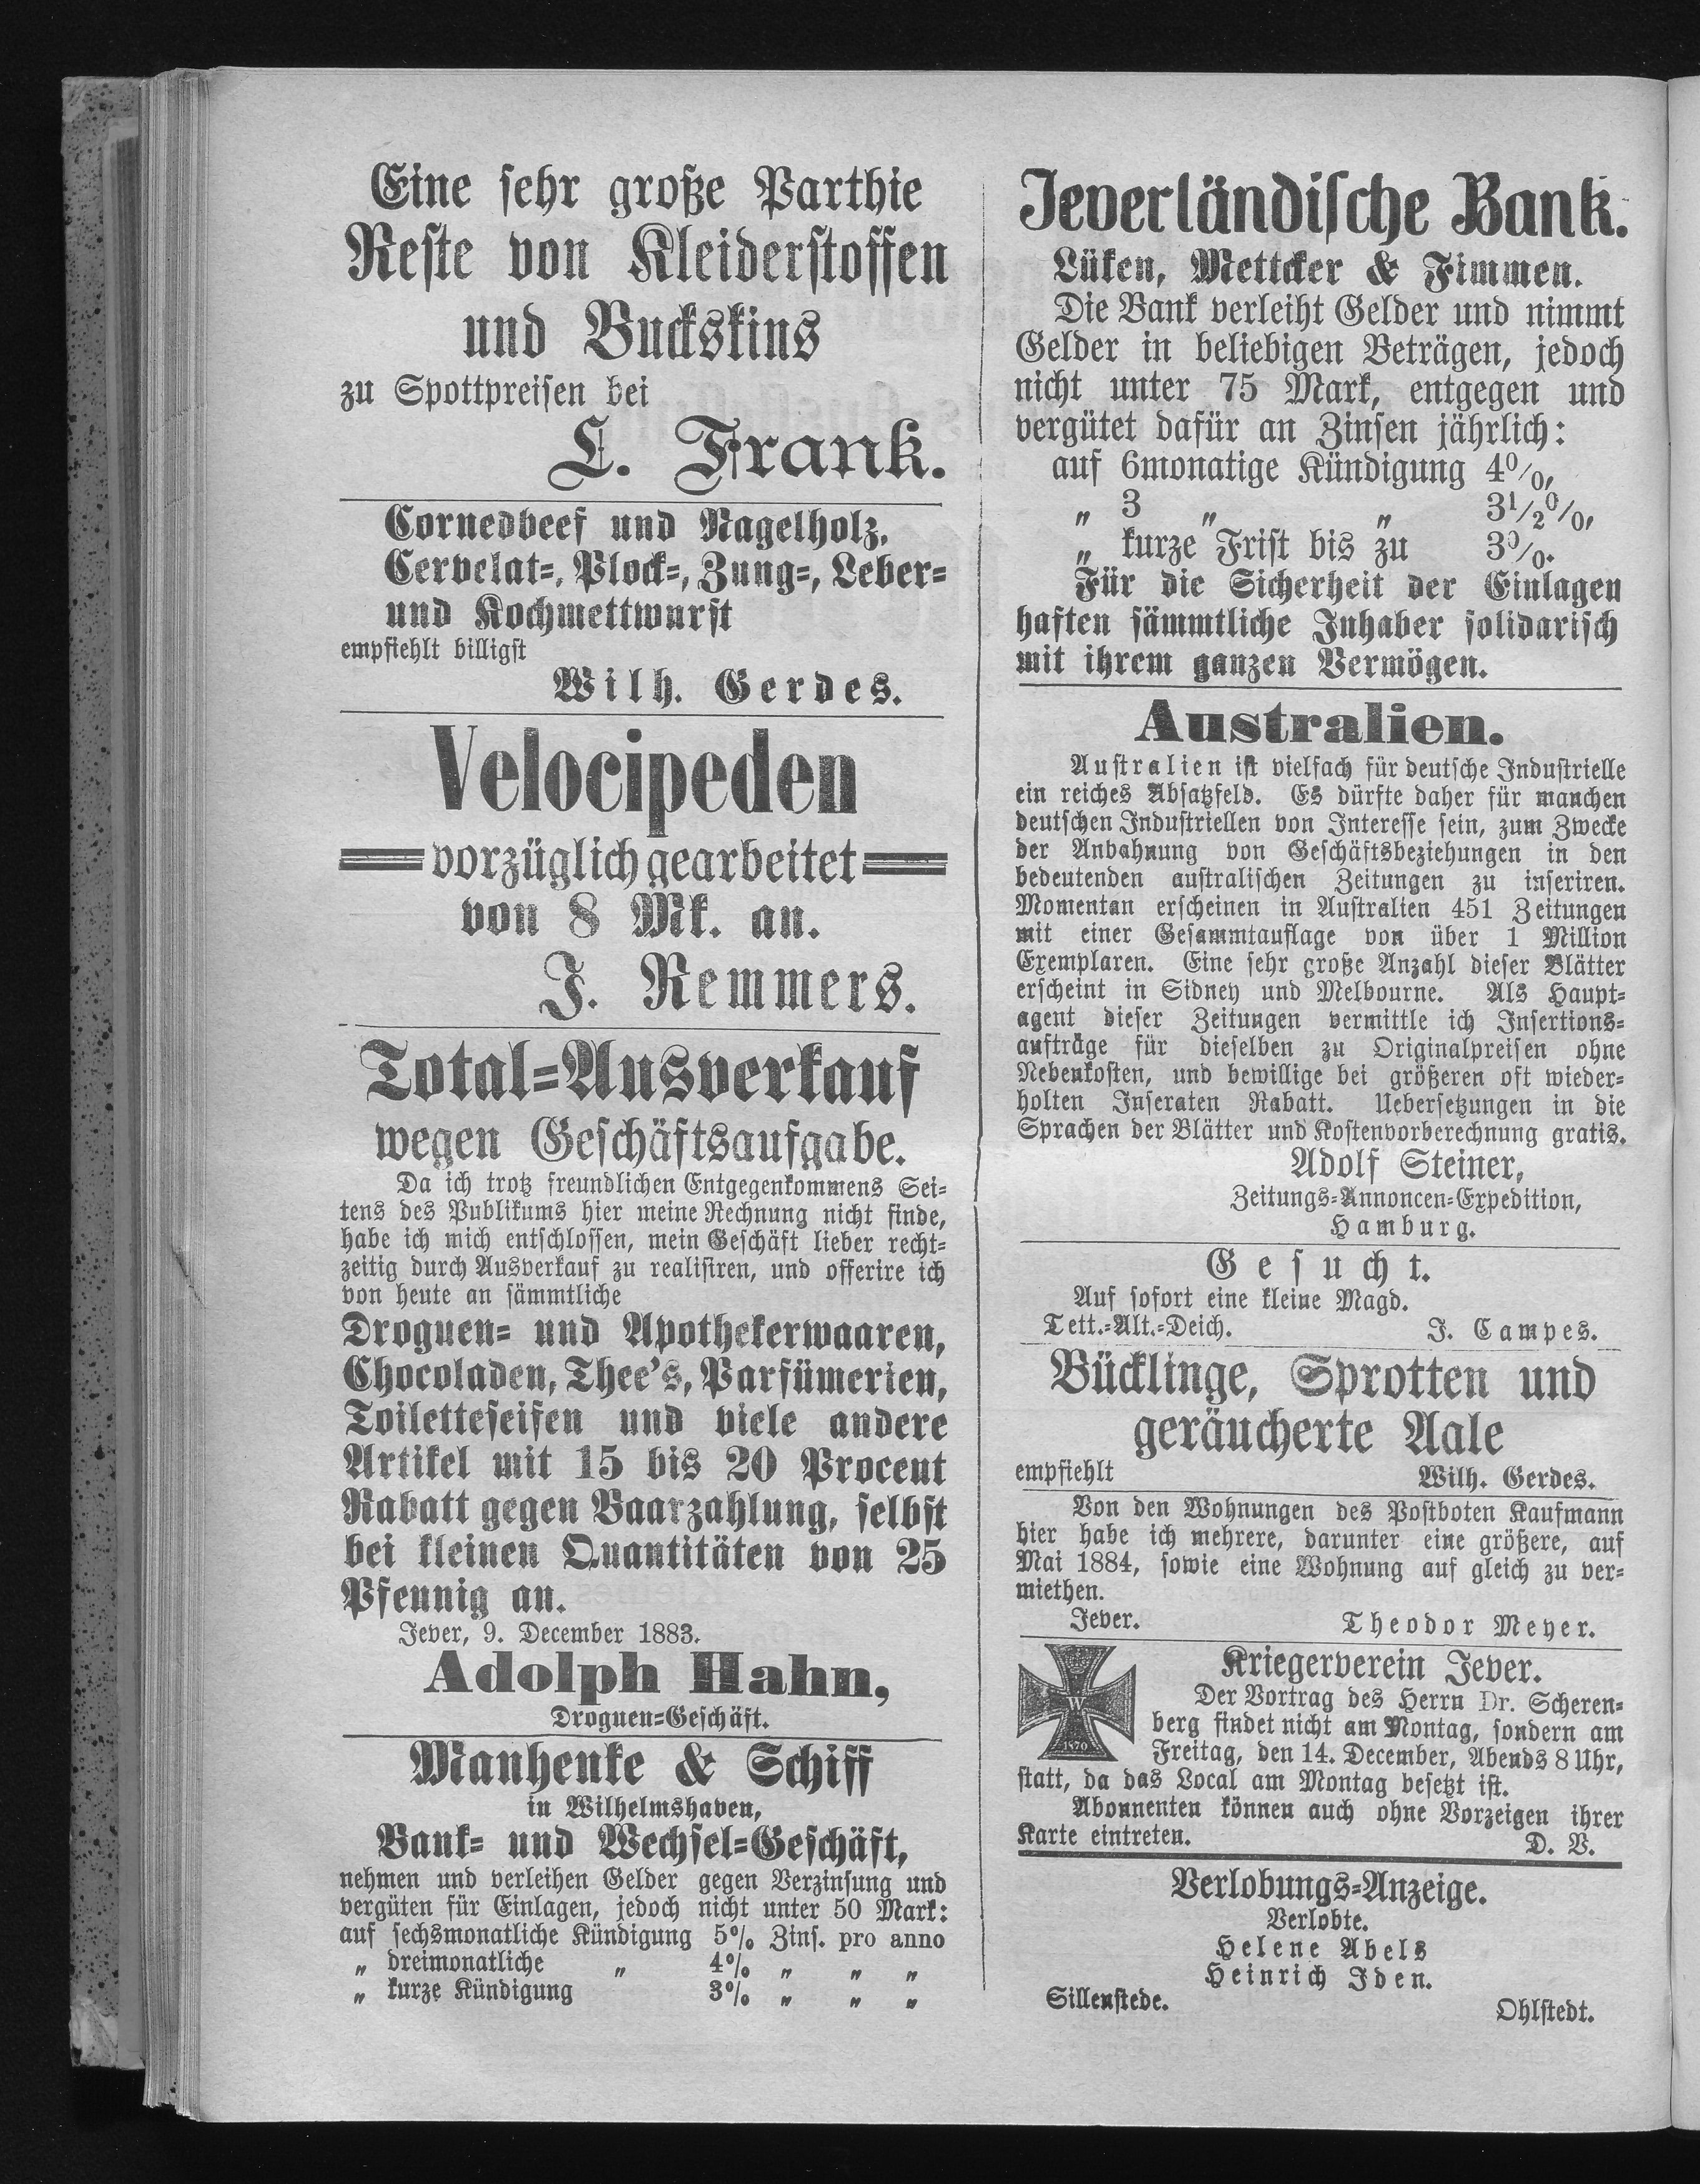 Eine sehr große Parthie
Reste von Kleiderstoffen
und Buckskins
zu Spottpreisen bei
L. Frank.
Cornedbeef und Nagelholz,
Cervelat-, Plock-, Zung-, Leber-
und Kochmettwurst
empfiehlt billigst
Wilh. Gerdes.
Velocipeden
vorzüglich gearbeitet
von 8 Mk. an.
J. Remmers.
Total-Ausverkauf
wegen Geschäftsaufgabe.
Da ich trotz freundlichen Entgegenkommens Sei-
tens des Publikums hier meine Rechnung nicht finde,
habe ich mich entschlossen, mein Geschäft lieber recht-
zeitig durch Ausverkauf zu realisiren, und offerire ich
von heute an sämmtliche
Droguen- und Apothekerwaaren,
Chocoladen, Thee's, Parfümerien,
Toiletteseifen und viele andere
Artikel mit 15 bis 20 Procent
Rabatt gegen Baarzahlung, selbst
bei kleinen Quantitäten von 25
Pfennig an.
Jever, 9. December 1883.
Adolph Hahn,
Droguen-Geschäft.
Manhenke & Schiff
in Wilhelmshaven,
Bank- und Wechsel-Geschäft,
nehmen und verleihen Gelder gegen Verzinsung und
vergüten für Einlagen, jedoch nicht unter 50 Mark:
auf sechsmonatliche Kündigung 5% Zins. pro anno
„ dreimonatliche „ 4% „ „ „
„ kurze Kündigung 3% „ „ „
Jeverländische Bank.
Lüken, Mettcker & Fimmen.
Die Bank verleiht Gelder und nimmt
Gelder in beliebigen Beträgen, jedoch
nicht unter 75 Mark, entgegen und
vergütet dafür an Zinsen jährlich:
auf 6monatige Kündigung 4%,
„ 3 „ „ 3½%,
„ kurze Frist bis zu 3%.
Für die Sicherheit der Einlagen
haften sämmtliche Inhaber solidarisch
mit ihrem ganzen Vermögen.
Australien.
Australien ist vielfach für deutsche Industrielle
ein reiches Absatzfeld. Es dürfte daher für manchen
deutschen Industriellen von Interesse sein, zum Zwecke
der Anbahnung von Geschäftsbeziehungen in den
bedeutenden australischen Zeitungen zu inseriren.
Momentan erscheinen in Australien 451 Zeitungen
mit einer Gesammtauflage von über 1 Million
Exemplaren. Eine sehr große Anzahl dieser Blätter
erscheint in Sidney und Melbourne. Als Haupt-
agent dieser Zeitungen vermittle ich Insertions-
aufträge für dieselben zu Originalpreisen ohne
Nebenkosten, und bewillige bei größeren oft wieder-
holten Inseraten Rabatt. Uebersetzungen in die
Sprachen der Blätter und Kostenvorberechnung gratis.
Adolf Steiner,
Zeitungs-Annoncen-Expedition,
Hamburg.
Gesucht.
Auf sofort eine kleine Magd.
Tett.-Alt.-Deich. J. Campes.
Bücklinge, Sprotten und
geräucherte Aale
empfiehlt Wilh. Gerdes.
Von den Wohnungen des Postboten Kaufmann
hier habe ich mehrere, darunter eine größere, auf
Mai 1884, sowie eine Wohnung auf gleich zu ver-
miethen.
Jever. Theodor Meyer.
W
1870
Kriegerverein Jever.
Der Vortrag des Herrn Dr. Scheren-
berg findet nicht am Montag, sondern am
Freitag, den 14. December, Abends 8 Uhr,
statt, da das Local am Montag besetzt ist.
Abonnenten können auch ohne Vorzeigen ihrer
Karte eintreten. D. V.
Verlobungs-Anzeige.
Verlobte.
Helene Abels
Heinrich Iden.
Sillenstede. Ohlstedt.